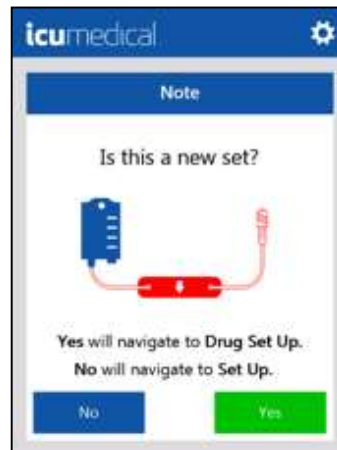 icumedical
Note
Is this a new set?
Yes will navigate to Drug Set Up.
No will navigate to Set Up.
No
Yes